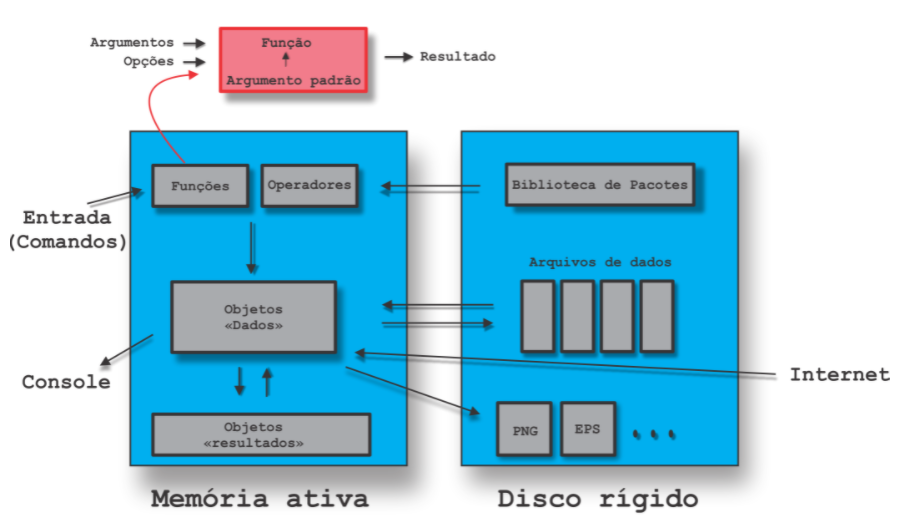 Argumentos
Opções
Função
Argumento padrão
Resultado
Funções
Operadores
Biblioteca de Pacotes
Entrada
(Comandos)
Arquivos de dados
Objetos
«Dados»
Console
Internet
Objetos
«resultados»
PNG
EPS
...
Memória ativa
Disco rígido